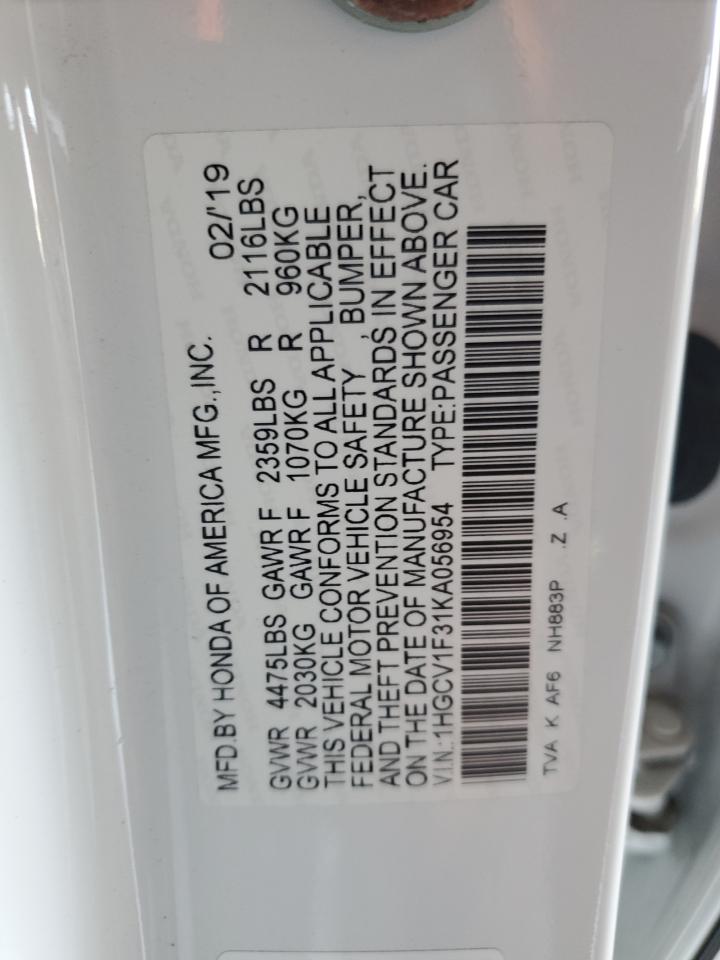 MFD.BY HONDA OF AMERICA MFG.,INC. 02/'19
GVWR 4475LBS GAWR F 2359LBS R 2116LBS
GVWR 2030KG GAWR F 1070KG R 960KG
THIS VEHICLE CONFORMS TO ALL APPLICABLE
FEDERAL MOTOR VEHICLE SAFETY , BUMPER,
AND THEFT PREVENTION STANDARDS IN EFFECT
ON THE DATE OF MANUFACTURE SHOWN ABOVE.
V.I.N.:1HGCV1F31KA056954 TYPE:PASSENGER CAR
TVA K AF6 NH883P .Z .A